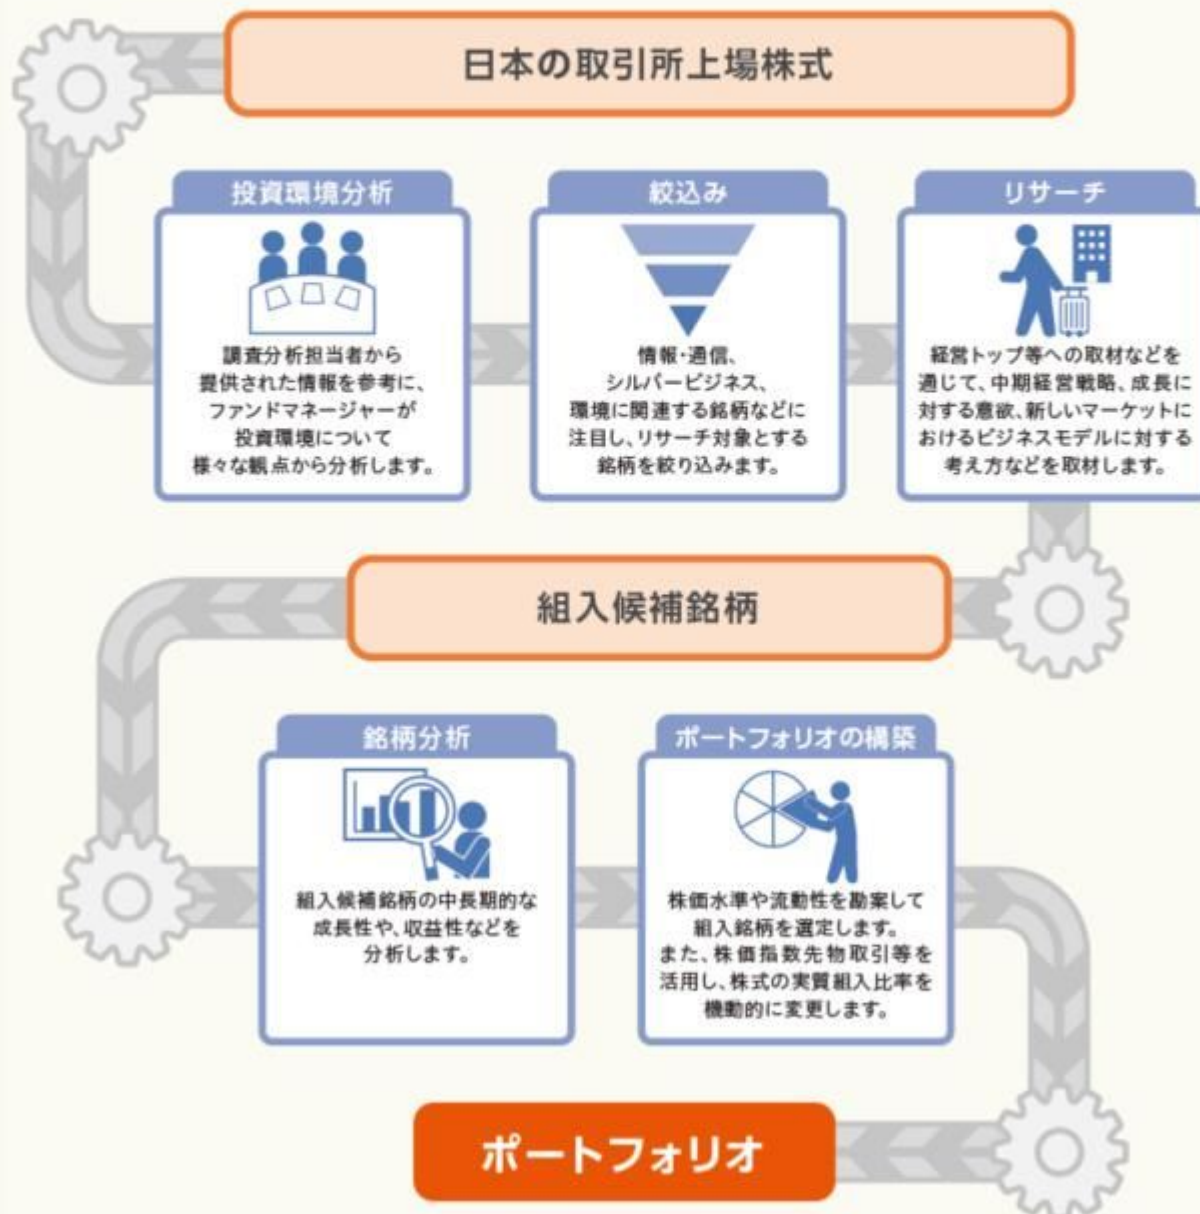 日本の取引所上場株式
投資環境分析
調査分析担当者から
提供された情報を参考に、
ファンドマネージャーが
投資環境について
様々な観点から分析します。
絞込み
情報・通信、
シルバービジネス、
環境に関連する銘柄などに
注目し、リサーチ対象とする
銘柄を絞り込みます。
リサーチ
経営トップ等への取材などを
通じて、中期経営戦略、成長に
対する意欲、新しいマーケットに
おけるビジネスモデルに対する
考え方などを取材します。
組入候補銘柄
銘柄分析
組入候補銘柄の中長期的な
成長性や、収益性などを
分析します。
ポートフォリオの構築
株価水準や流動性を勘案して
組入銘柄を選定します。
また、株価指数先物取引等を
活用し、株式の実質組入比率を
機動的に変更します。
ポートフォリオ